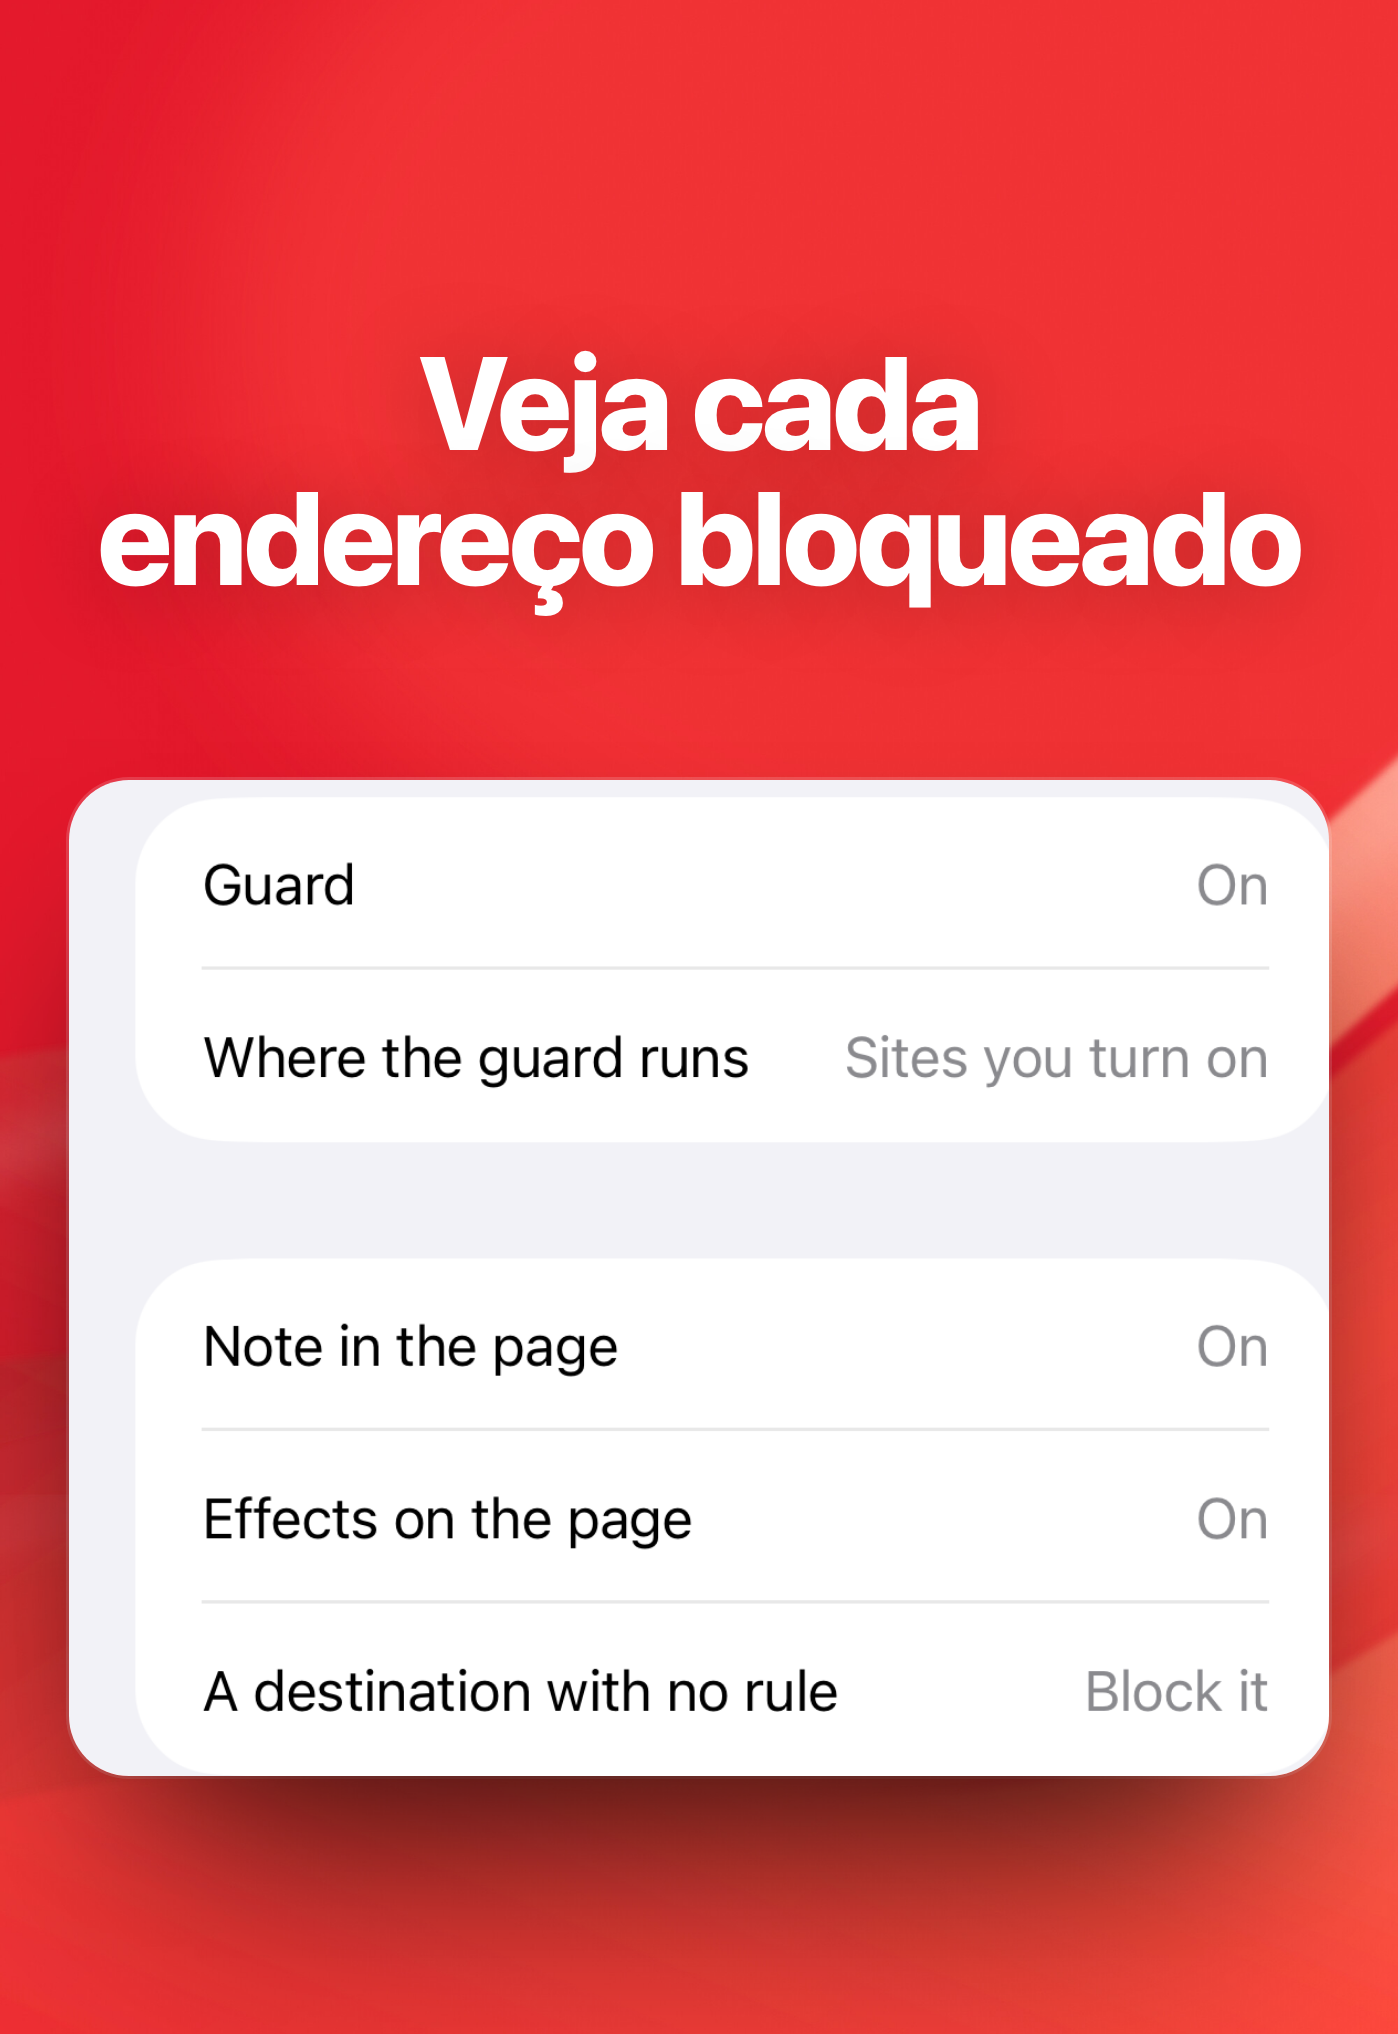 Veja cada
endereço bloqueado
Guard On
Where the guard runs Sites you turn on
Note in the page On
Effects on the page On
A destination with no rule Block it